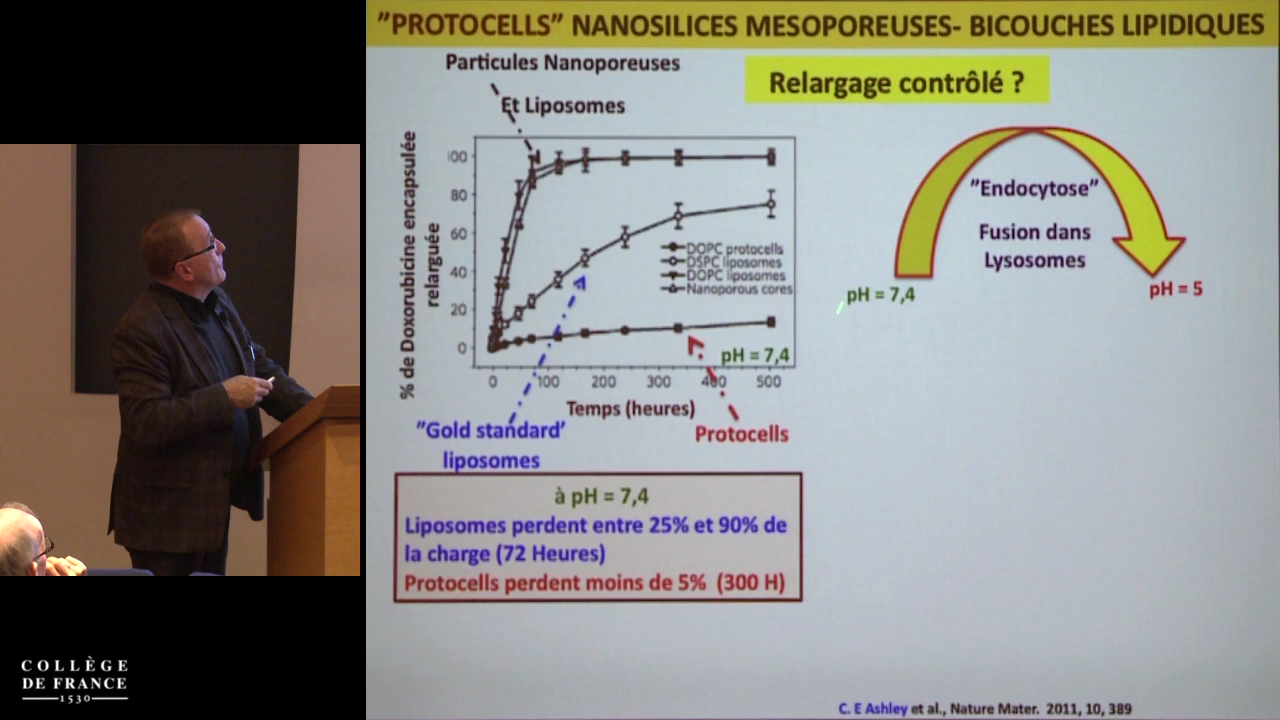 "PROTOCELLS" NANOSILICES MESOPOREUSES- BICOUCHES LIPIDIQUES
Particules Nanoporeuses
Et Liposomes
Relargage contrôlé ?
% de Doxorubicine encapsulée
relarguée
100
80
60
40
20
0
DOPC protocells
DSPC liposomes
DOPC liposomes
Nanoporous cores
pH = 7,4
0 100 200 300 400 500
Temps (heures)
"Gold standard'
liposomes
Protocells
"Endocytose"
Fusion dans
Lysosomes
pH = 7,4
pH = 5
à pH = 7,4
Liposomes perdent entre 25% et 90% de
la charge (72 Heures)
Protocells perdent moins de 5% (300 H)
C. E Ashley et al., Nature Mater. 2011, 10, 389
COLLÈGE
DE FRANCE
1530